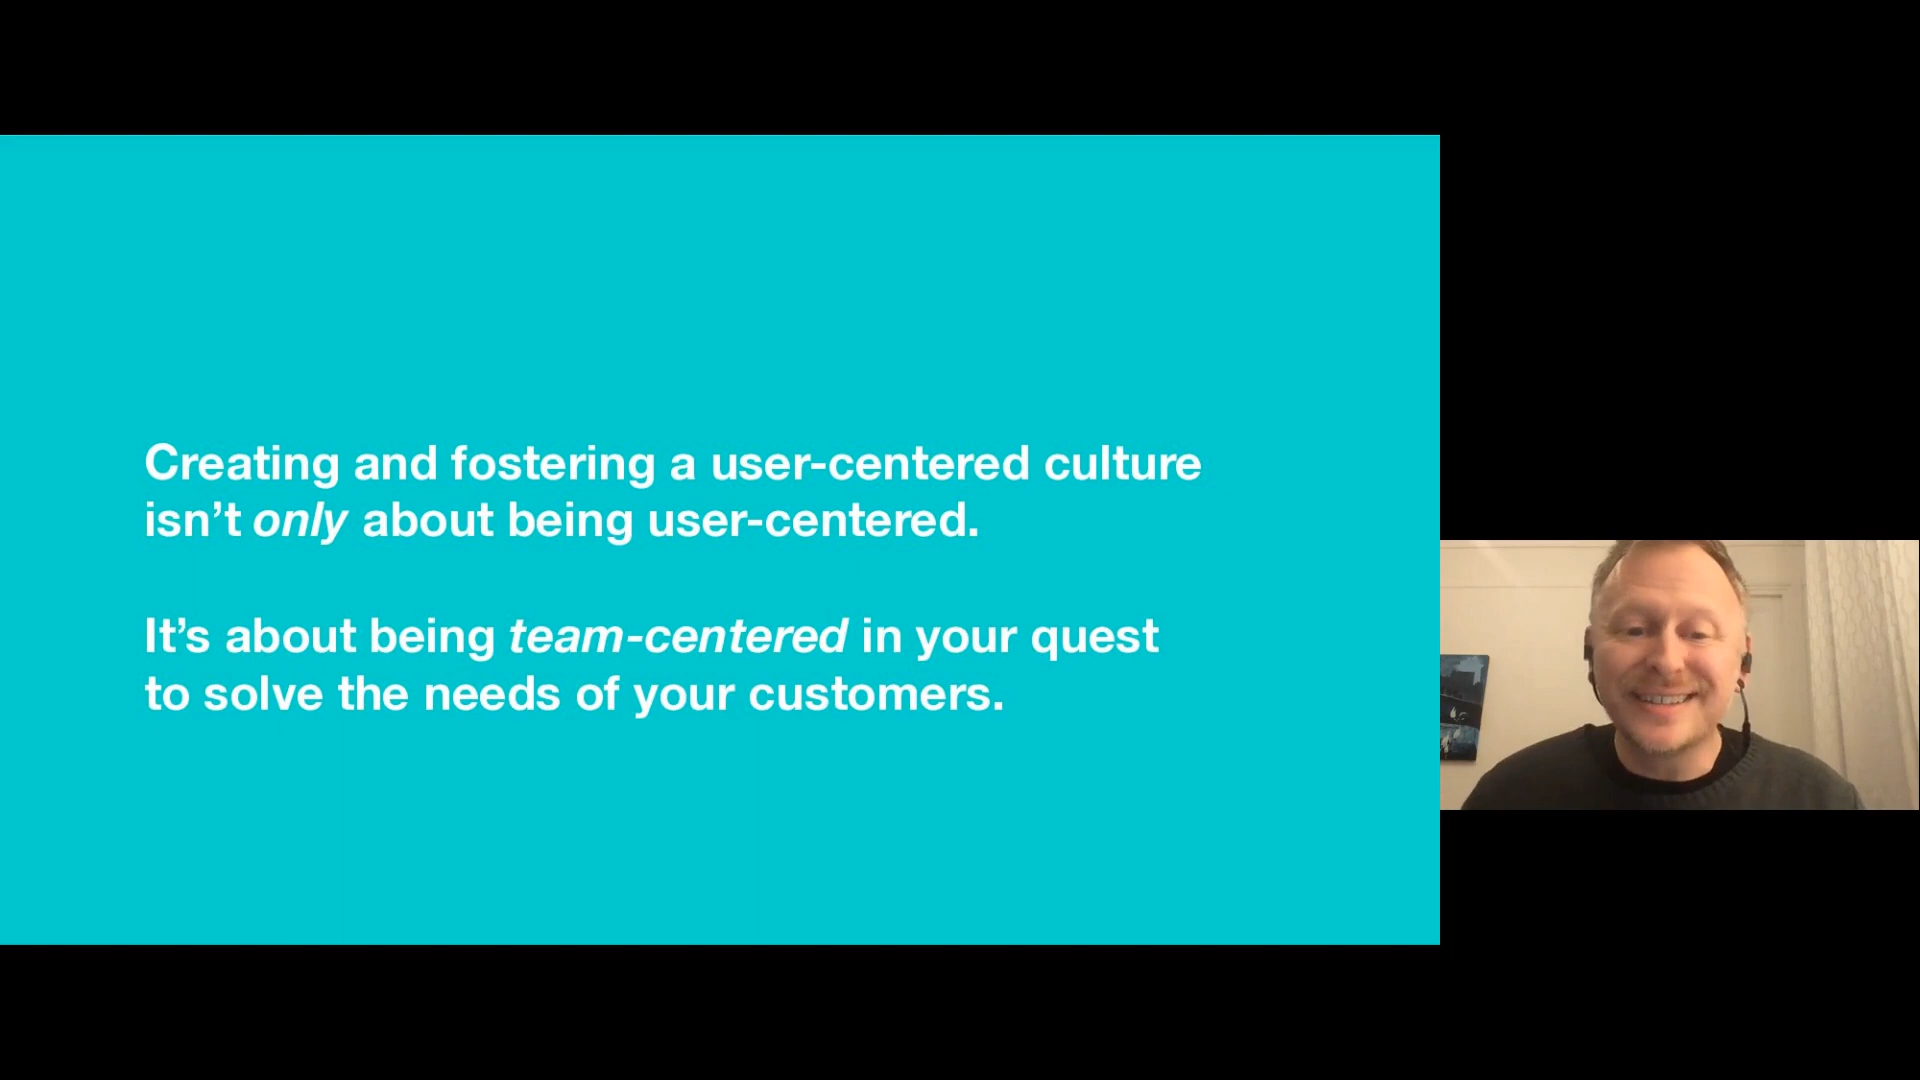 Creating and fostering a user-centered culture
isn’t only about being user-centered.
It’s about being team-centered in your quest
to solve the needs of your customers.